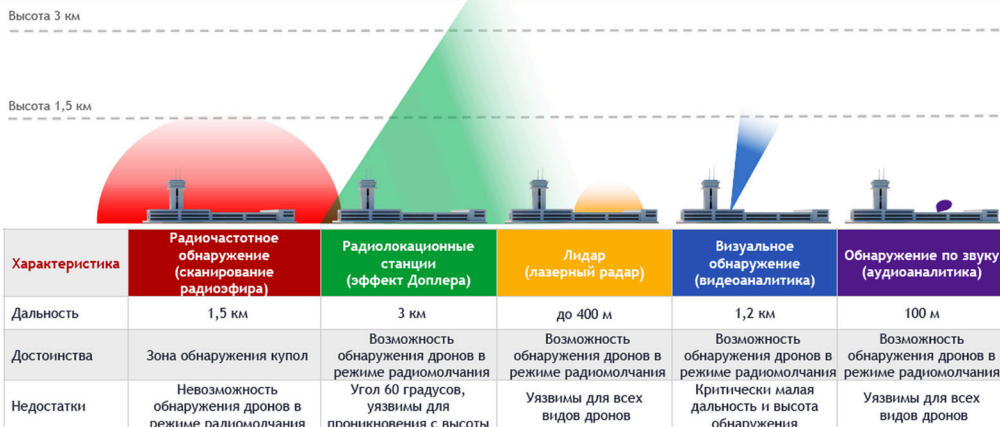 Высота 3 км
Высота 1,5 км
Характеристика
Радиочастотное
обнаружение
(сканирование
радиоэфира)
Радиолокационные
станции
(эффект Доплера)
Лидар
(лазерный радар)
Визуальное
обнаружение
(видеоаналитика)
Обнаружение по звуку
(аудиоаналитика)
Дальность
1,5 км
3 км
до 400 м
1,2 км
100 м
Достоинства
Зона обнаружения купол
Возможность
обнаружения дронов в
режиме радиомолчания
Возможность
обнаружения дронов в
режиме радиомолчания
Возможность
обнаружения дронов в
режиме радиомолчания
Возможность
обнаружения дронов в
режиме радиомолчания
Недостатки
Невозможность
обнаружения дронов в
режиме радиомолчания
Угол 60 градусов,
уязвимы для
проникновения с высоты
Уязвимы для всех
видов дронов
Критически малая
дальность и высота
обнаружения
Уязвимы для всех
видов дронов